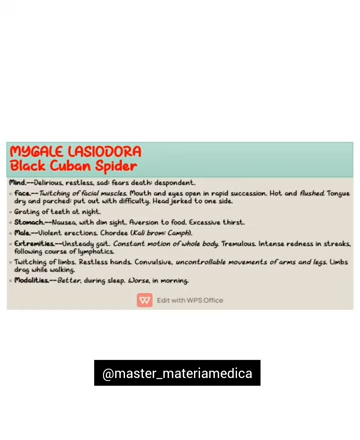 MYGALE LASIODORA
Black Cuban Spider
Mind.--Delirious, restless, sad; fears death; despondent.
Face.--Twitching of facial muscles. Mouth and eyes open in rapid succession. Hot and flushed. Tongue
dry and parched; put out with difficulty. Head jerked to one side.
Grating of teeth at night.
Stomach.--Nausea, with dim sight. Aversion to food. Excessive thirst.
Male.--Violent erections. Chordee (Kali brom; Camph).
Extremities.--Unsteady gait. Constant motion of whole body. Tremulous. Intense redness in streaks,
following course of lymphatics.
Twitching of limbs. Restless hands. Convulsive, uncontrollable movements of arms and legs. Limbs
drag while walking.
Modalities.--Better, during sleep. Worse, in morning.
W Edit with WPS Office
@master_materiamedica